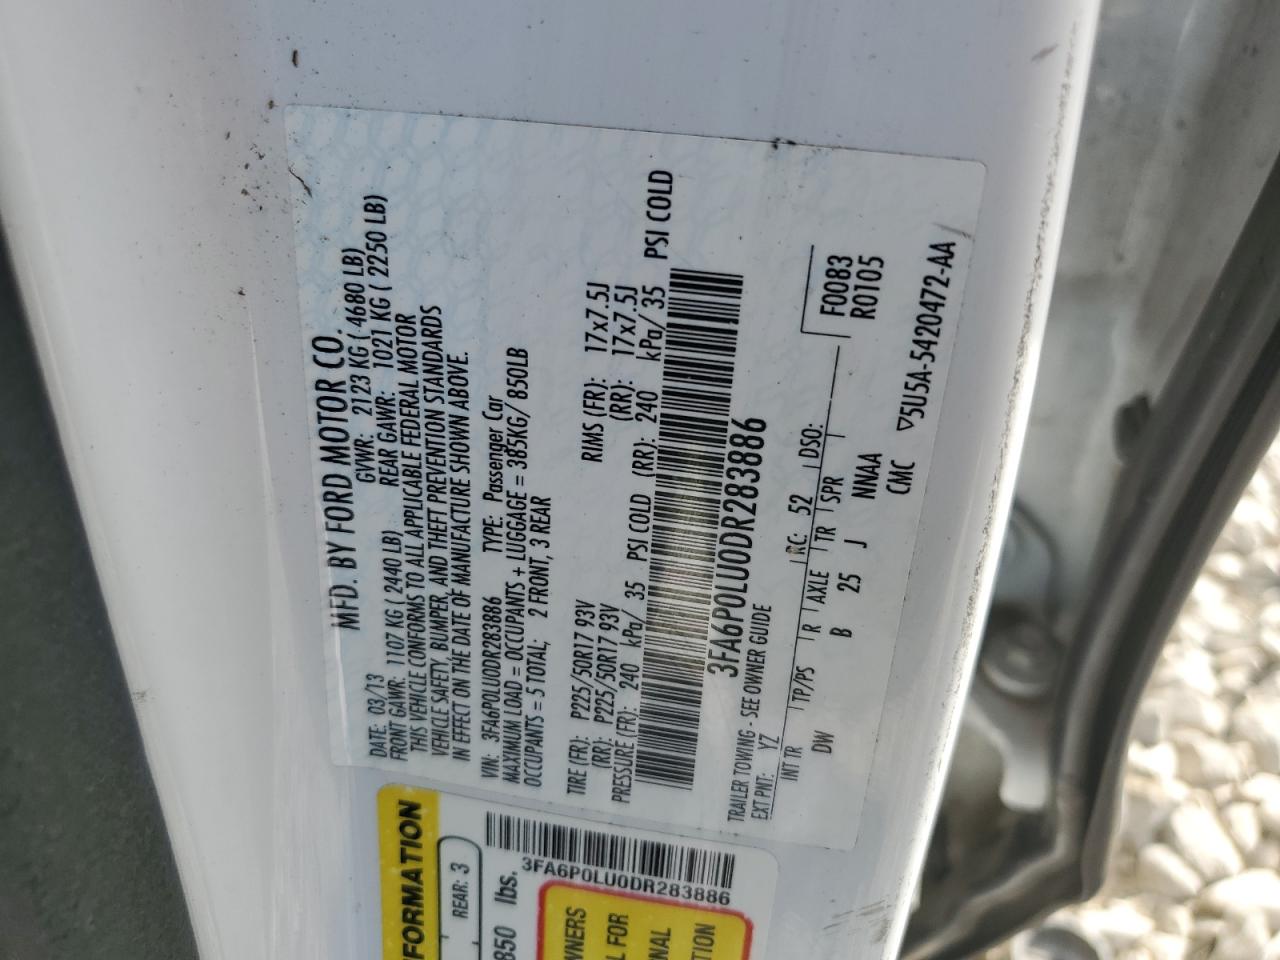 MFD. BY FORD MOTOR CO.
DATE: 03/13 GVWR: 2123 KG ( 4680 LB)
FRONT GAWR: 1107 KG ( 2440 LB) REAR GAWR: 1021 KG ( 2250 LB)
THIS VEHICLE CONFORMS TO ALL APPLICABLE FEDERAL MOTOR
VEHICLE SAFETY, BUMPER, AND THEFT PREVENTION STANDARDS
IN EFFECT ON THE DATE OF MANUFACTURE SHOWN ABOVE.
VIN: 3FA6P0LU0DR283886 TYPE: Passenger Car
MAXIMUM LOAD = OCCUPANTS + LUGGAGE = 385KG/ 850LB
OCCUPANTS = 5 TOTAL; 2 FRONT, 3 REAR
TIRE (FR): P225/50R17 93V RIMS (FR): 17x7.5J
(RR): P225/50R17 93V (RR): 17x7.5J
PRESSURE (FR): 240 kPa/ 35 PSI COLD (RR): 240 kPa/ 35 PSI COLD
3FA6P0LU0DR283886
TRAILER TOWING - SEE OWNER GUIDE
EXT PNT: YZ RC: 52 DSO: F0083
INT TR TP/PS R AXLE TR SPR R0105
DW B 25 J NNAA
CMC ▽5U5A-5420472-AA
FORMATION
REAR: 3
850 lbs.
3FA6P0LU0DR283886
WNERS
L FOR
NAL
TION